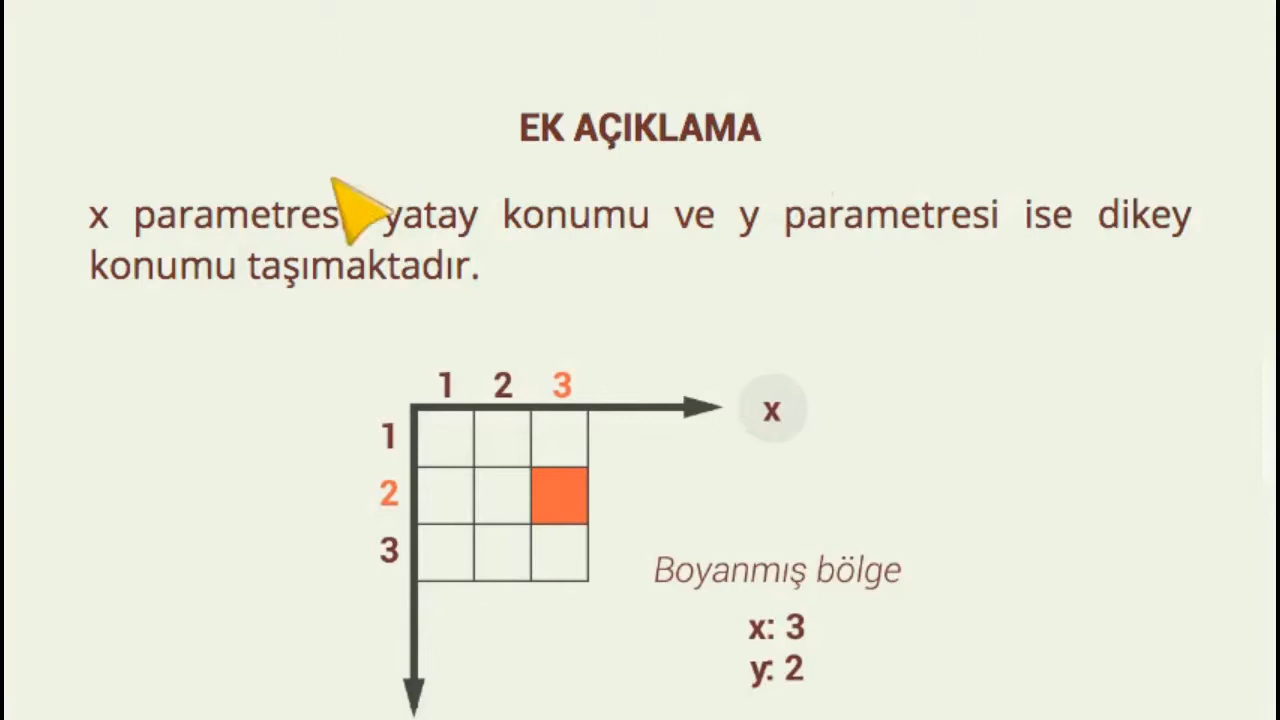 EK AÇIKLAMA
x parametres yatay konumu ve y parametresi ise dikey
konumu taşımaktadır.
1 2 3
x
1
2
3
Boyanmış bölge
x: 3
y: 2